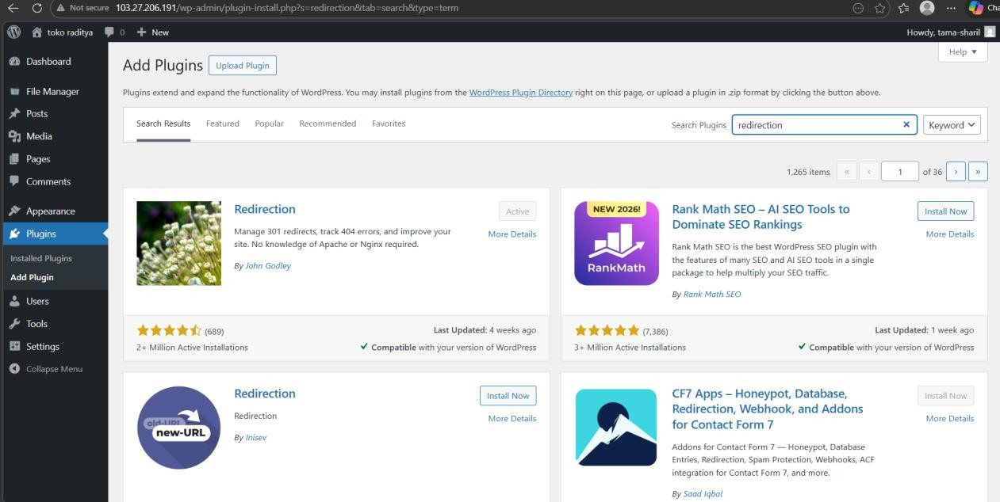 Not secure 103.27.206.191/wp-admin/plugin-install.php?s=redirection&tab=search&type=term
Cha
toko raditya 0 New
Howdy, tama-sharil
Dashboard
File Manager
Posts
Media
Pages
Comments
Appearance
Plugins
Installed Plugins
Add Plugin
Users
Tools
Settings
Collapse Menu
Help
Add Plugins Upload Plugin
Plugins extend and expand the functionality of WordPress. You may install plugins from the WordPress Plugin Directory right on this page, or upload a plugin in .zip format by clicking the button above.
Search Results Featured Popular Recommended Favorites Search Plugins redirection × Keyword
1,265 items « ‹ 1 of 36 › »
Redirection
Active
More Details
Manage 301 redirects, track 404 errors, and improve your
site. No knowledge of Apache or Nginx required.
By John Godley
(689)
Last Updated: 4 weeks ago
2+ Million Active Installations
Compatible with your version of WordPress
NEW 2026!
RankMath
Rank Math SEO – AI SEO Tools to
Dominate SEO Rankings
Install Now
More Details
Rank Math SEO is the best WordPress SEO plugin with
the features of many SEO and AI SEO tools in a single
package to help multiply your SEO traffic.
By Rank Math SEO
(7,386)
Last Updated: 1 week ago
3+ Million Active Installations
Compatible with your version of WordPress
old-URL
new-URL
Redirection
Install Now
More Details
Redirection
By Inisev
CF7 Apps – Honeypot, Database,
Redirection, Webhook, and Addons
for Contact Form 7
Install Now
More Details
Addons for Contact Form 7 — Honeypot, Database
Entries, Redirection, Spam Protection, Webhooks, ACF
integration for Contact Form 7, and more.
By Saad Iqbal